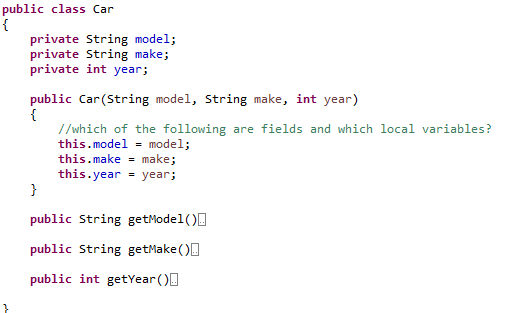 public class Car
{
    private String model;
    private String make;
    private int year;

    public Car(String model, String make, int year)
    {
        //which of the following are fields and which local variables?
        this.model = model;
        this.make = make;
        this.year = year;
    }

    public String getModel()

    public String getMake()

    public int getYear()

}